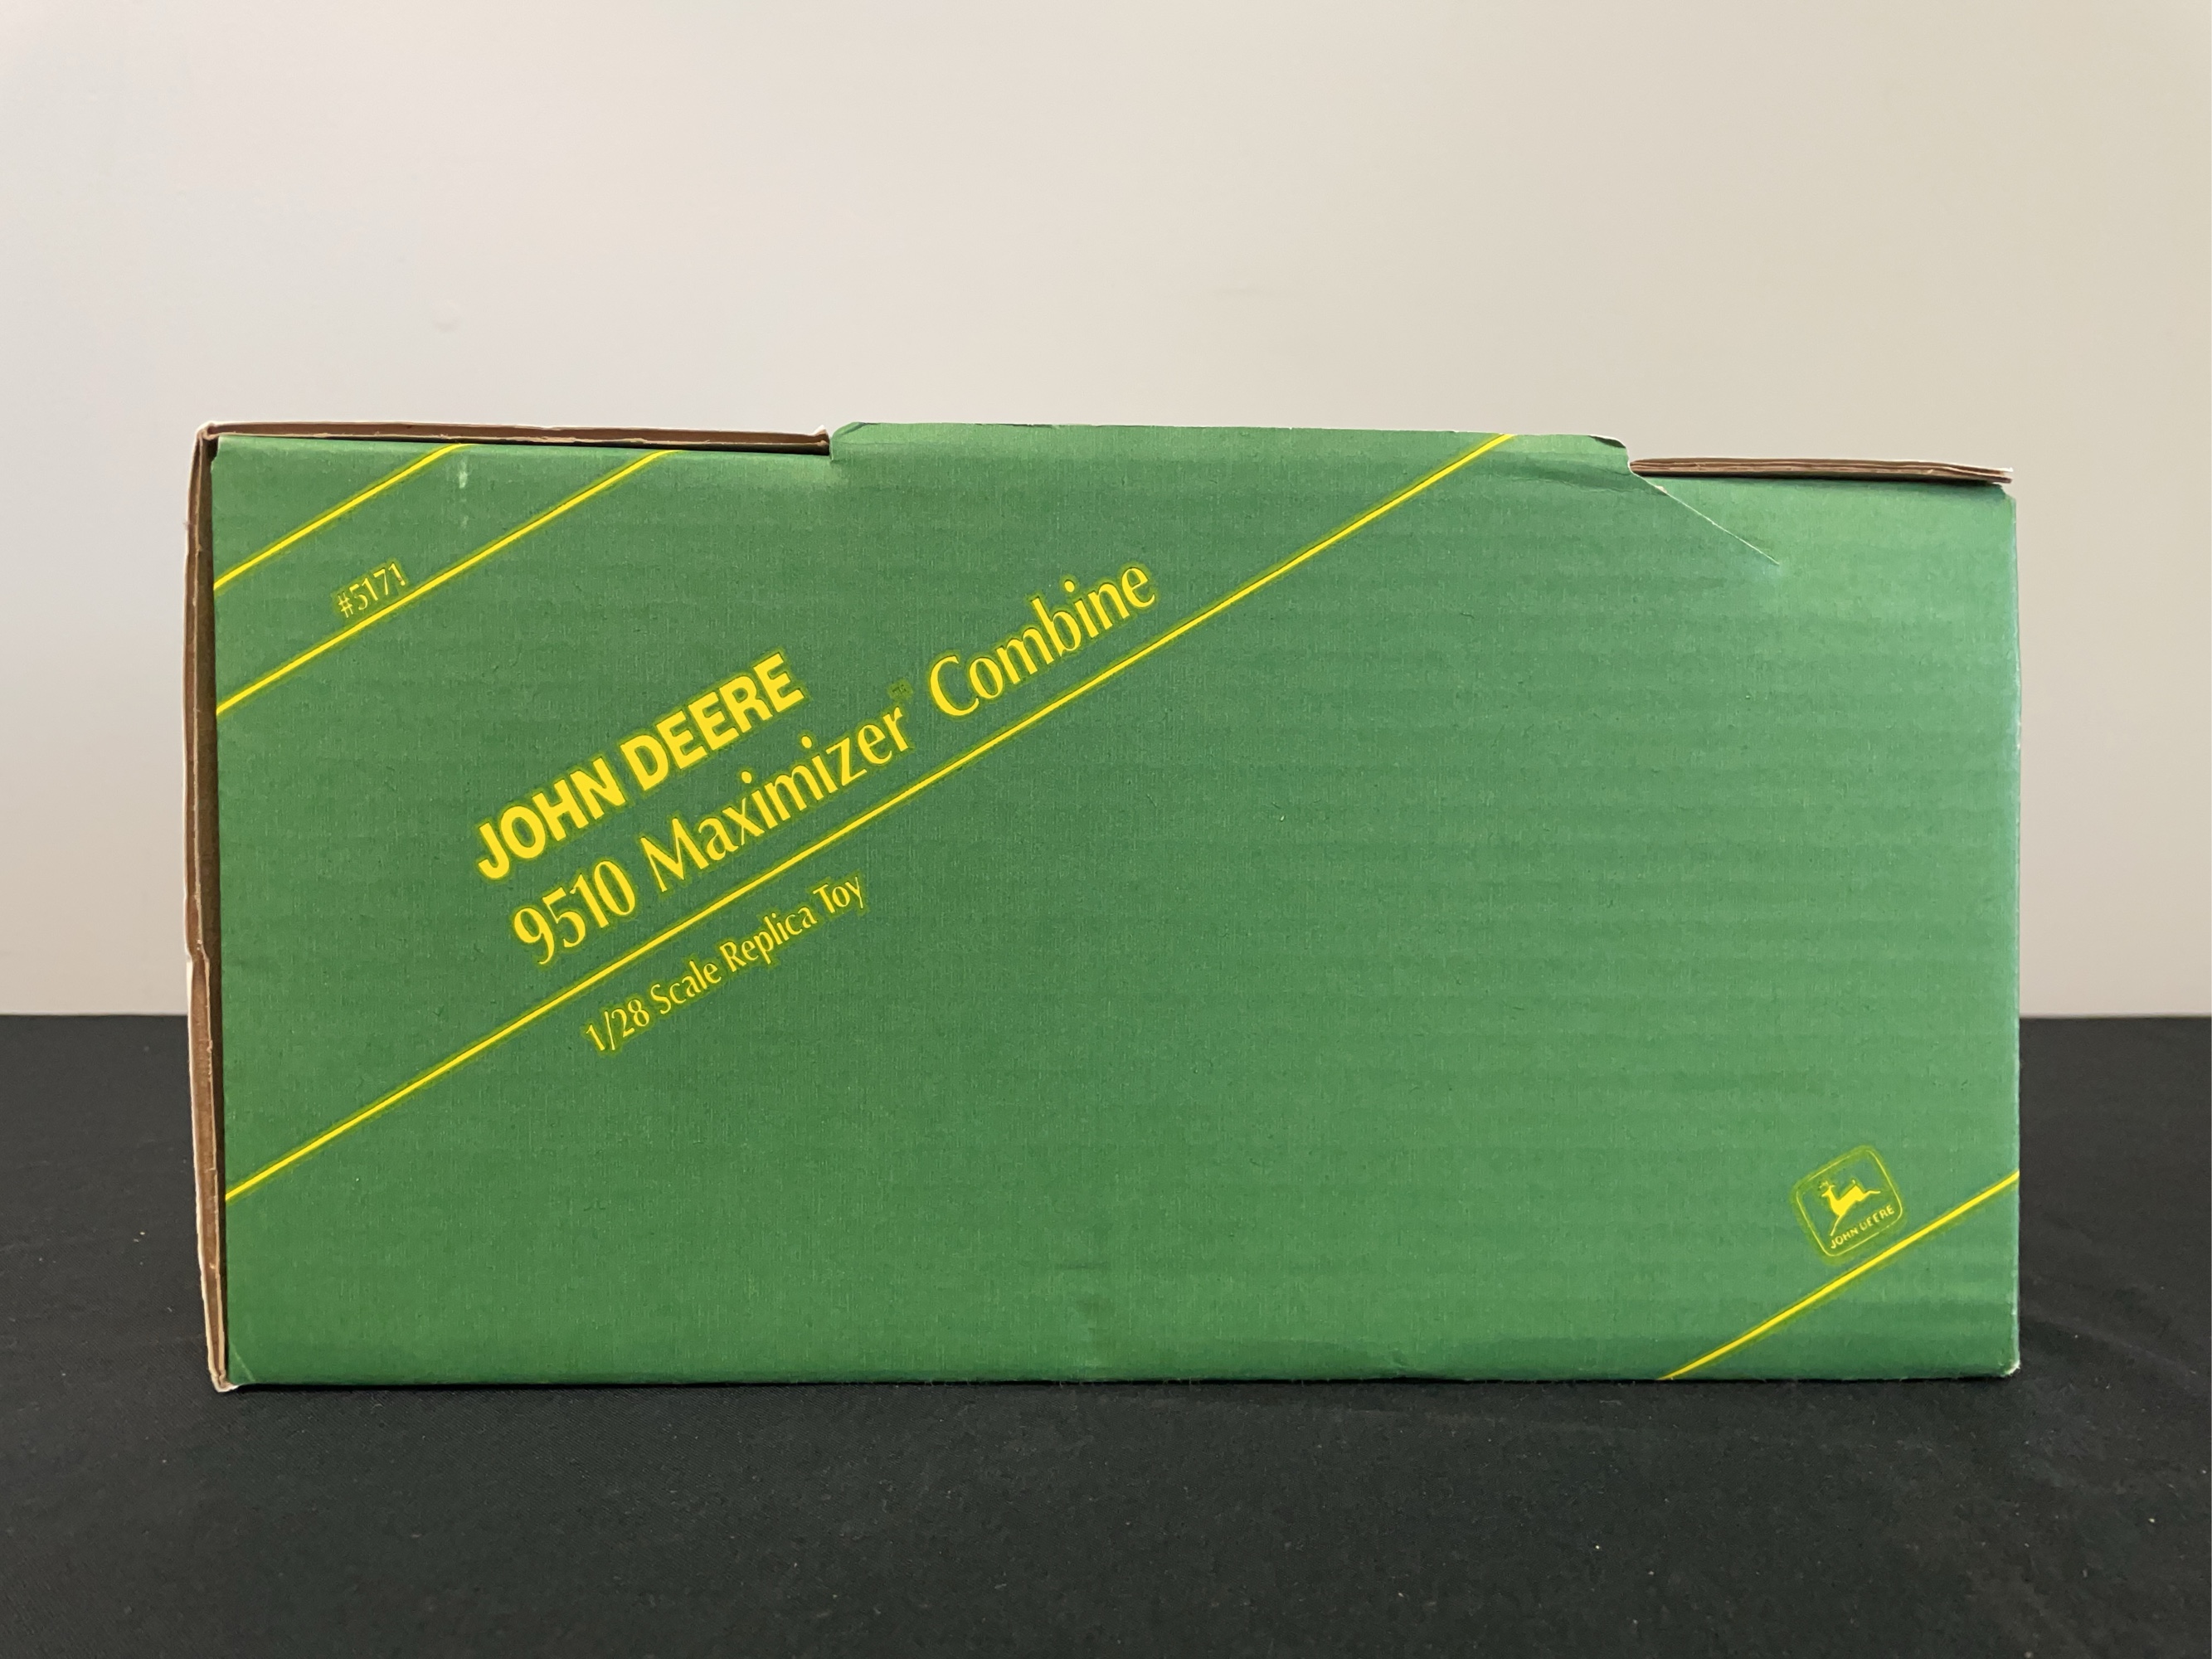 #5171
JOHN DEERE
9510 Maximizer Combine
1/28 Scale Replica Toy
JOHN DEERE